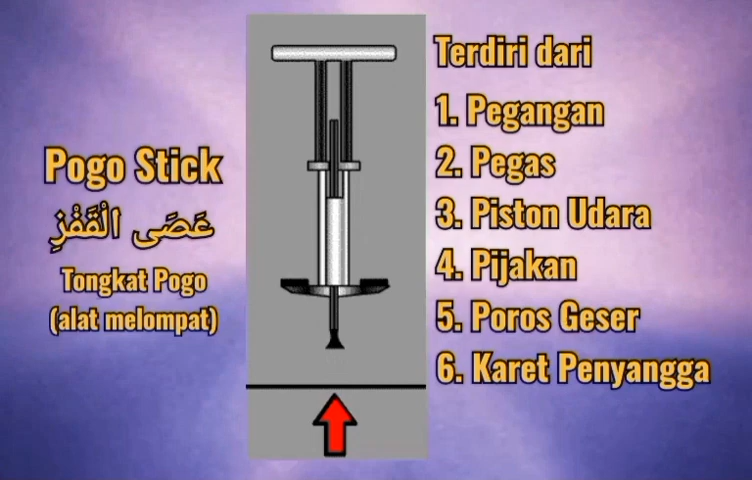 Pogo Stick
عَصَى الْقَفْزِ
Tongkat Pogo
(alat melompat)
Terdiri dari
1. Pegangan
2. Pegas
3. Piston Udara
4. Pijakan
5. Poros Geser
6. Karet Penyangga